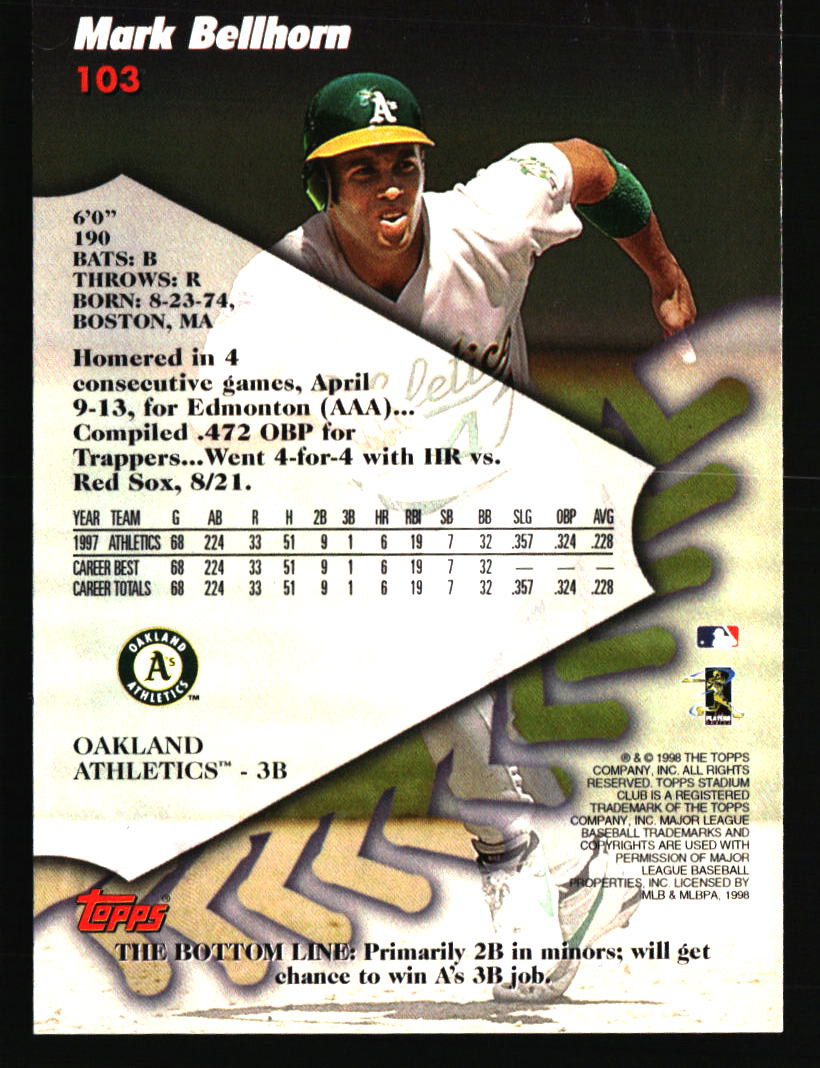 Mark Bellhorn
103
A's
6'0"
190
BATS: B
THROWS: R
BORN: 8-23-74,
BOSTON, MA
Homered in 4
consecutive games, April
9-13, for Edmonton (AAA)...
Compiled .472 OBP for
Trappers...Went 4-for-4 with HR vs.
Red Sox, 8/21.
YEAR TEAM G AB R H 2B 3B HR RBI SB BB SLG OBP AVG
1997 ATHLETICS 68 224 33 51 9 1 6 19 7 32 .357 .324 .228
CAREER BEST 68 224 33 51 9 1 6 19 7 32 — — —
CAREER TOTALS 68 224 33 51 9 1 6 19 7 32 .357 .324 .228
OAKLAND
A's
ATHLETICS ™
OAKLAND
ATHLETICS™ - 3B
PLAYERS
® & © 1998 THE TOPPS
COMPANY, INC. ALL RIGHTS
RESERVED. TOPPS STADIUM
CLUB IS A REGISTERED
TRADEMARK OF THE TOPPS
COMPANY, INC. MAJOR LEAGUE
BASEBALL TRADEMARKS AND
COPYRIGHTS ARE USED WITH
PERMISSION OF MAJOR
LEAGUE BASEBALL
PROPERTIES, INC. LICENSED BY
MLB & MLBPA, 1998
topps®
THE BOTTOM LINE: Primarily 2B in minors; will get
chance to win A's 3B job.